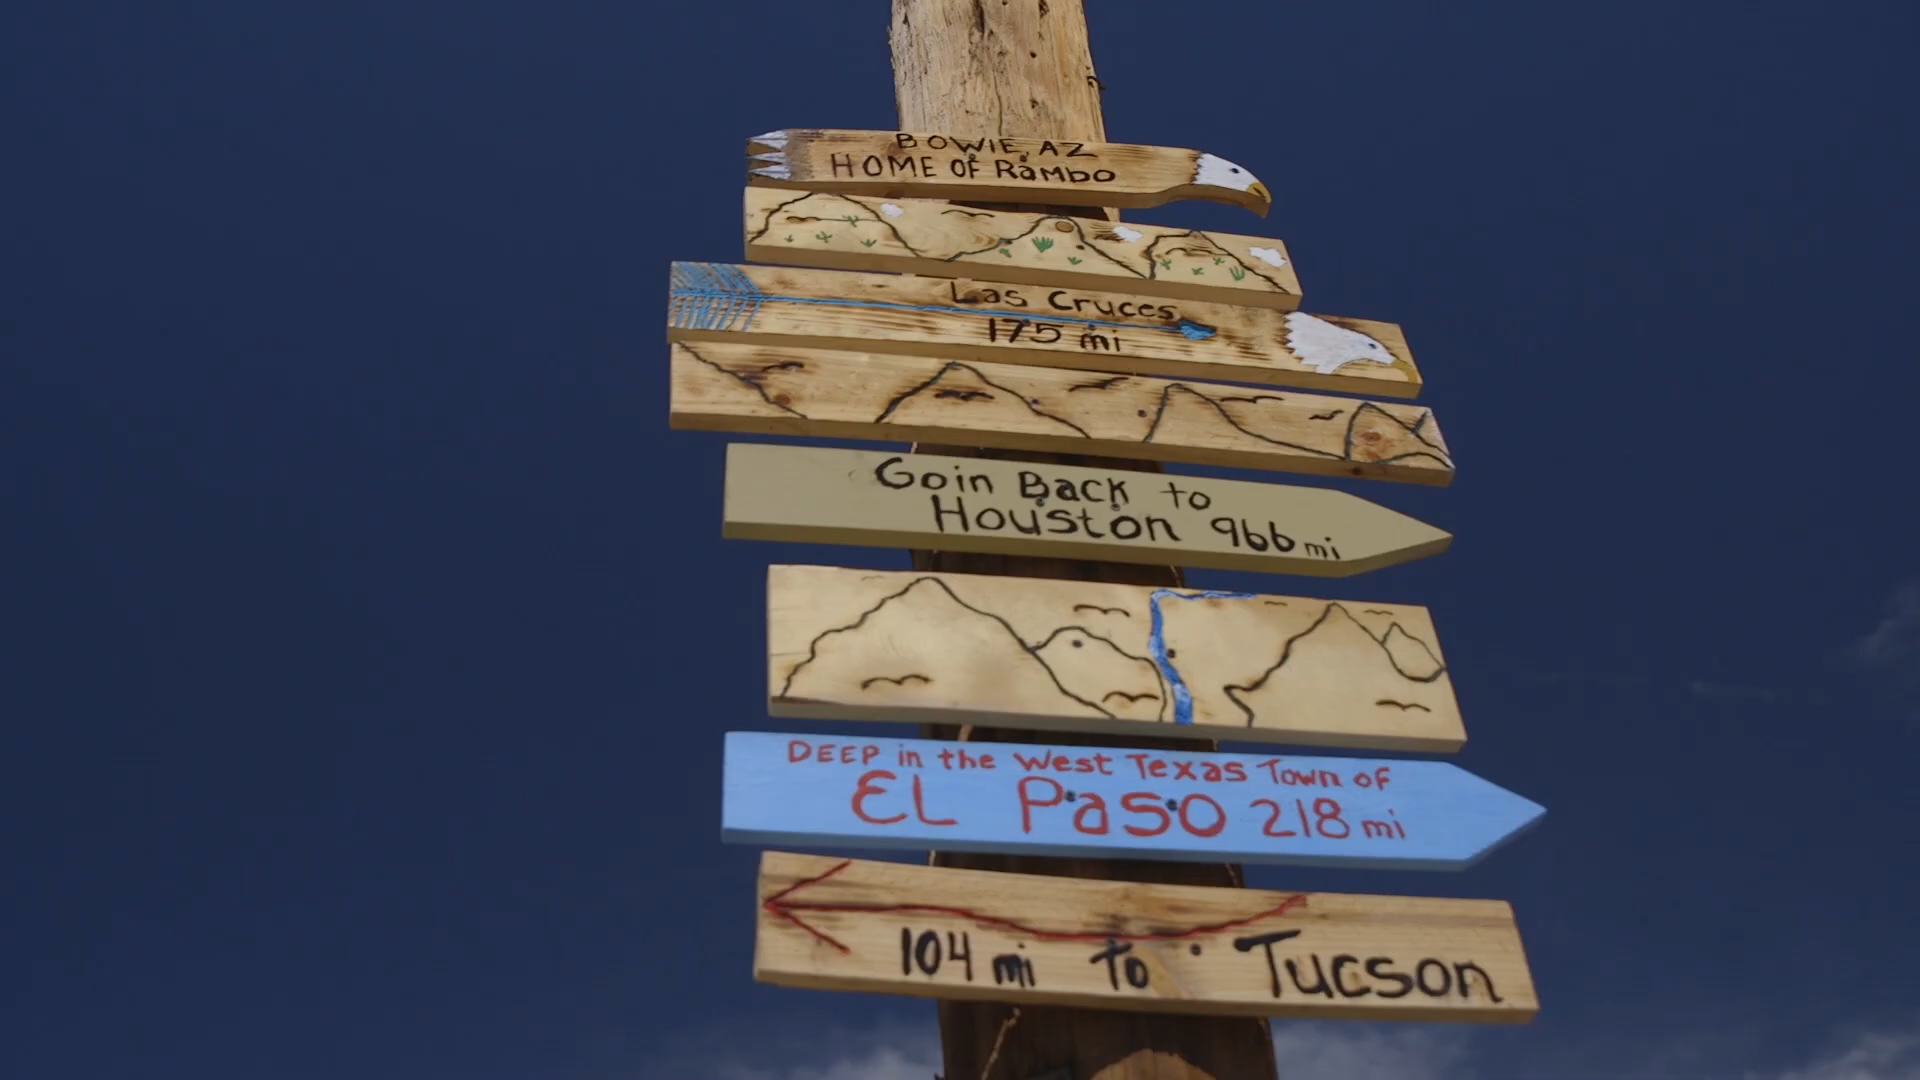 BOWIE, AZ
HOME OF RamBo
Las Cruces
175 mi
Goin Back to
Houston 966 mi
DEEP in the West Texas Town of
EL PaSO 218 mi
104 mi To Tucson